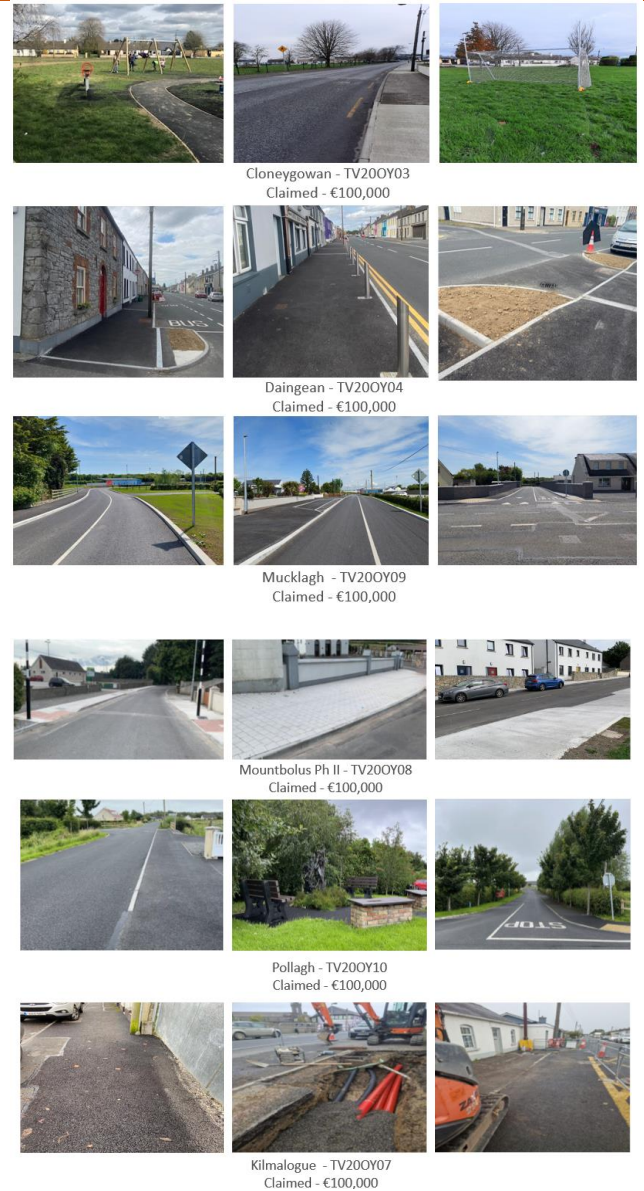 Cloneygowan - TV20OY03
Claimed - €100,000
BUS
Daingean - TV20OY04
Claimed - €100,000
Mucklagh - TV20OY09
Claimed - €100,000
Mountbolus Ph II - TV20OY08
Claimed - €100,000
STOP
Pollagh - TV20OY10
Claimed - €100,000
Kilmalogue - TV20OY07
Claimed - €100,000